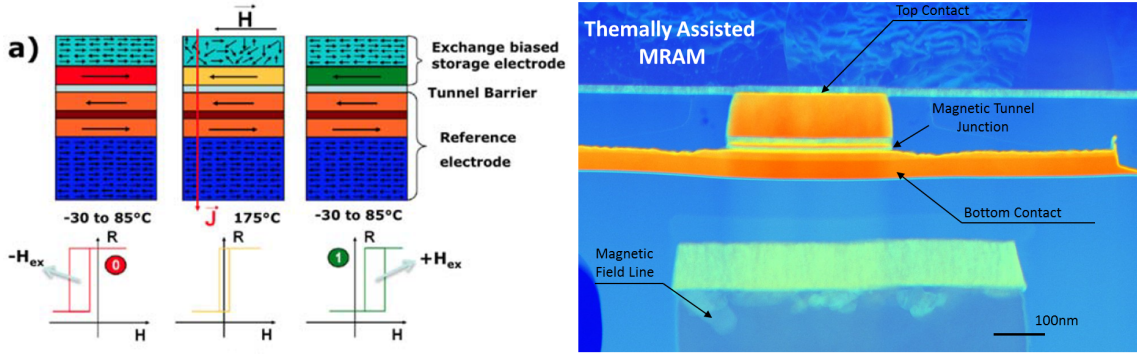 a)
H
Exchange biased
storage electrode
Tunnel Barrier
Reference
electrode
-30 to 85°C
J
175°C
-30 to 85°C
-Hex
R
0
H
R
H
R
1
+Hex
H
Themally Assisted
MRAM
Top Contact
Magnetic Tunnel
Junction
Bottom Contact
Magnetic
Field Line
100nm